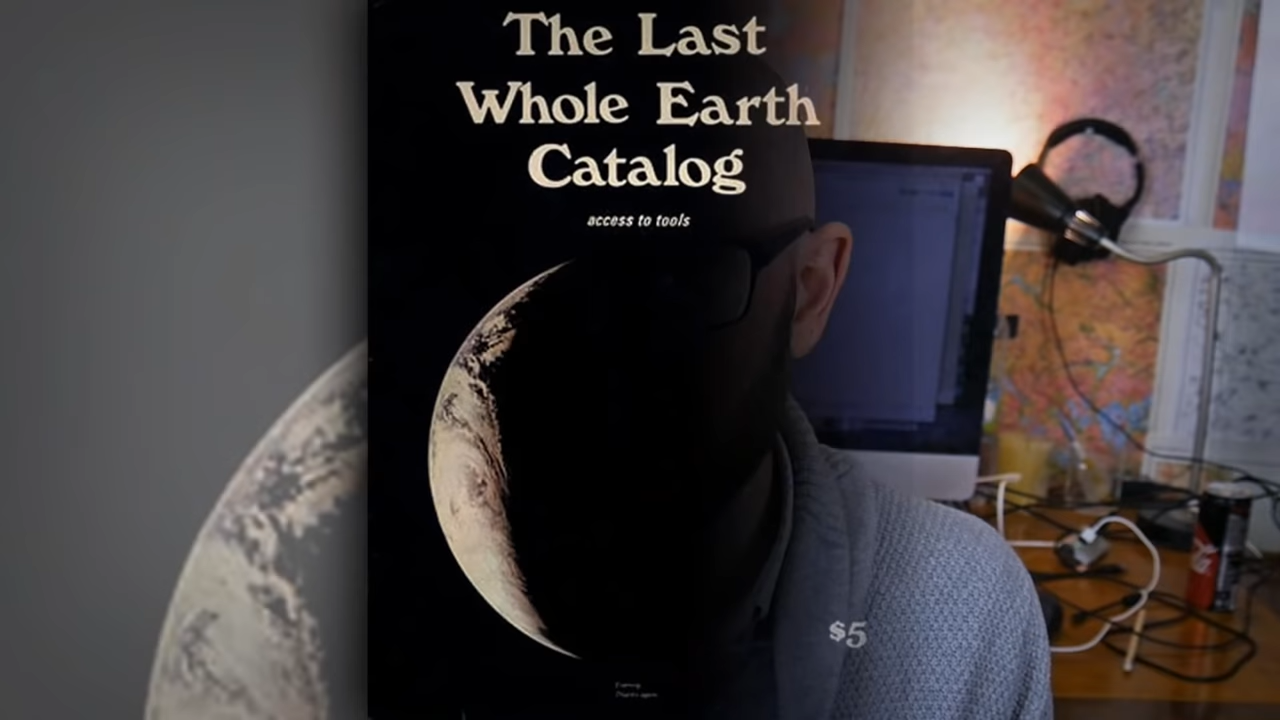 The Last
Whole Earth
Catalog
access to tools
$5